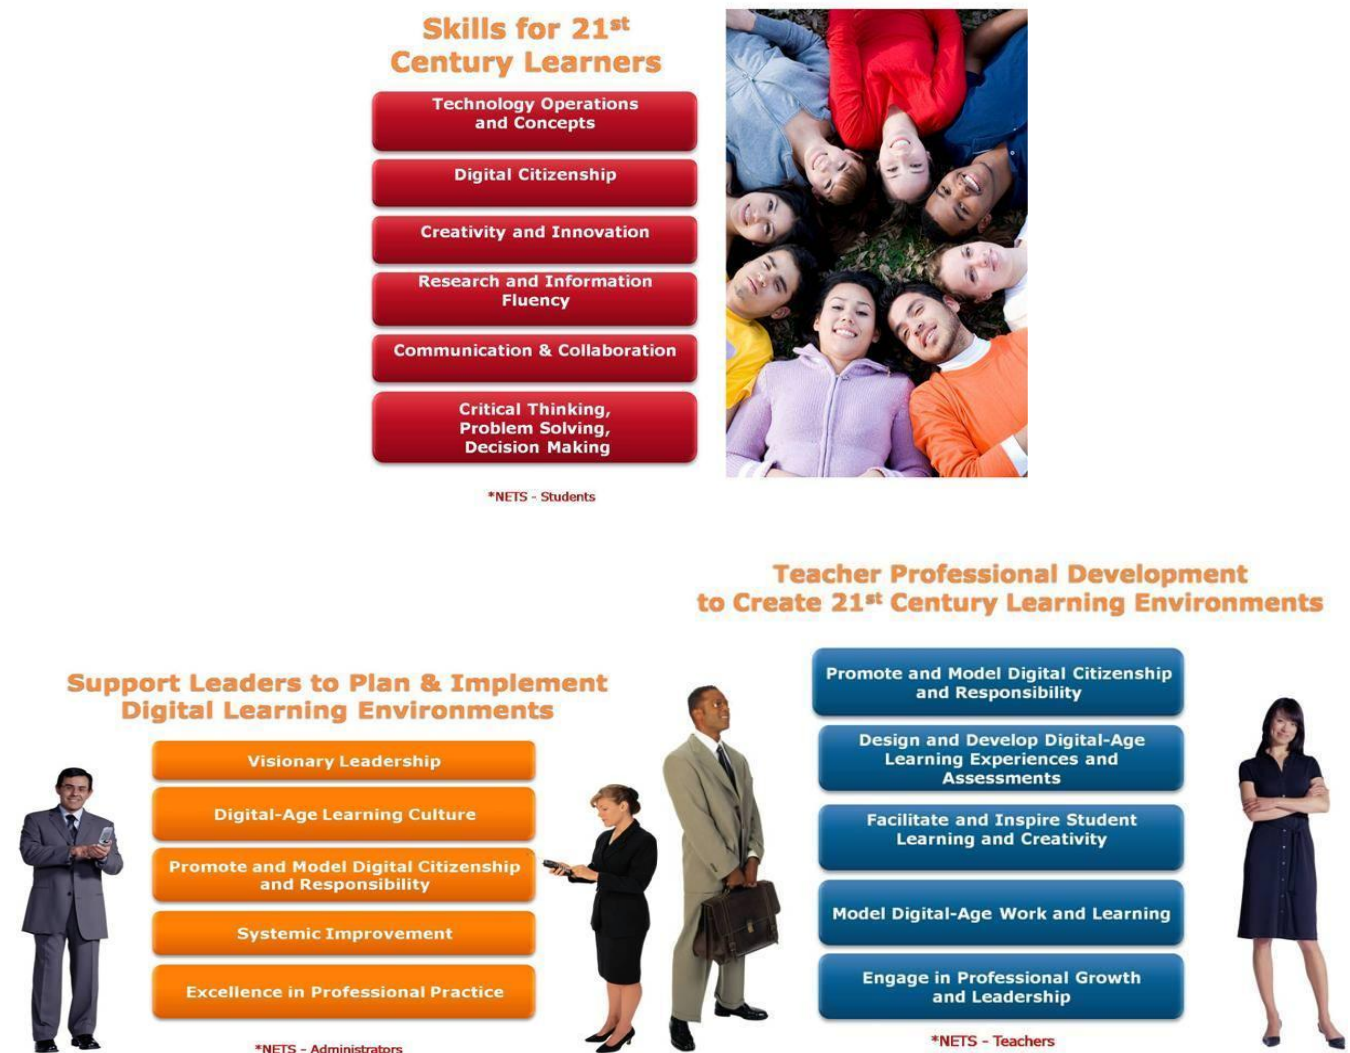 Skills for 21st
Century Learners
Technology Operations
and Concepts
Digital Citizenship
Creativity and Innovation
Research and Information
Fluency
Communication & Collaboration
Critical Thinking,
Problem Solving,
Decision Making
*NETS - Students
Support Leaders to Plan & Implement
Digital Learning Environments
Visionary Leadership
Digital-Age Learning Culture
Promote and Model Digital Citizenship
and Responsibility
Systemic Improvement
Excellence in Professional Practice
*NETS - Administrators
Teacher Professional Development
to Create 21st Century Learning Environments
Promote and Model Digital Citizenship
and Responsibility
Design and Develop Digital-Age
Learning Experiences and
Assessments
Facilitate and Inspire Student
Learning and Creativity
Model Digital-Age Work and Learning
Engage in Professional Growth
and Leadership
*NETS - Teachers